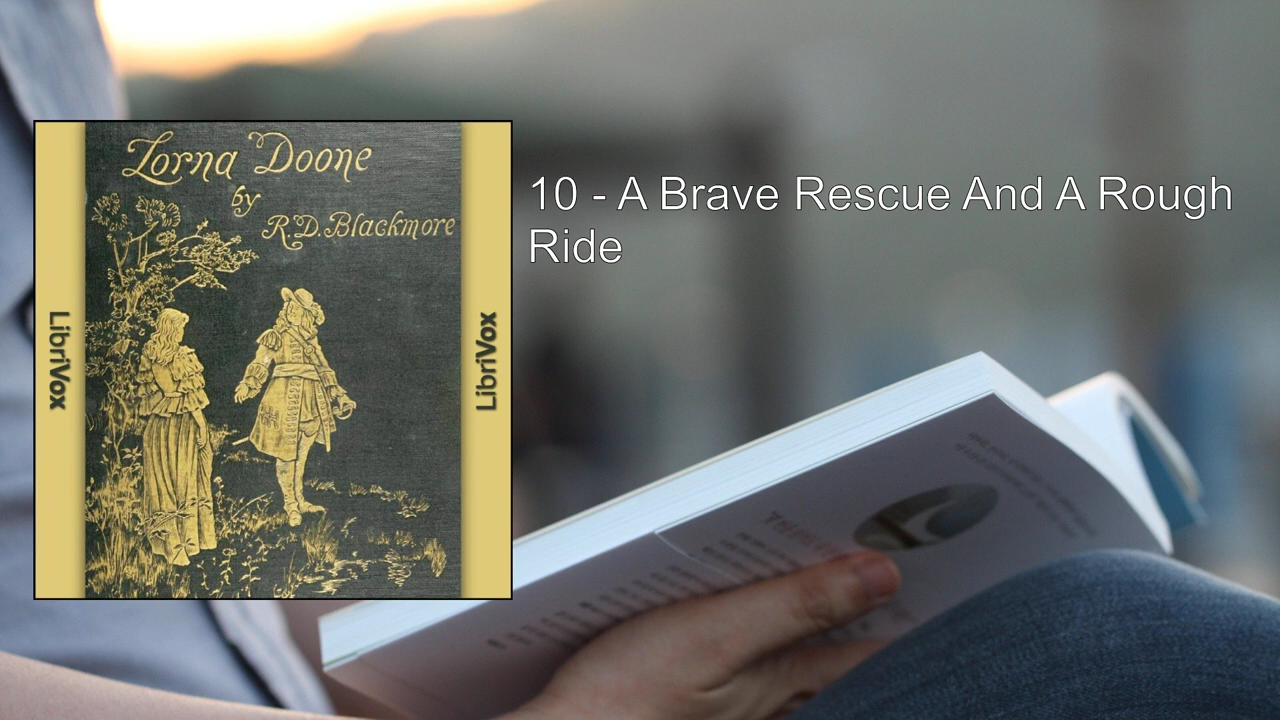 Lorna Doone
by
R.D. Blackmore
LibriVox
LibriVox
10 - A Brave Rescue And A Rough
Ride